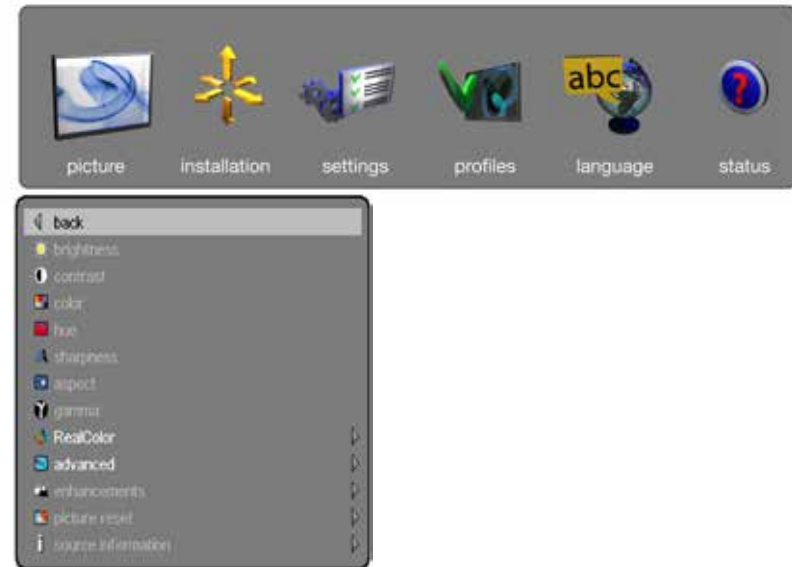 picture installation settings profiles language status
abc
back
brightness
contrast
color
hue
sharpness
aspect
gamma
RealColor
advanced
enhancements
picture reset
source information